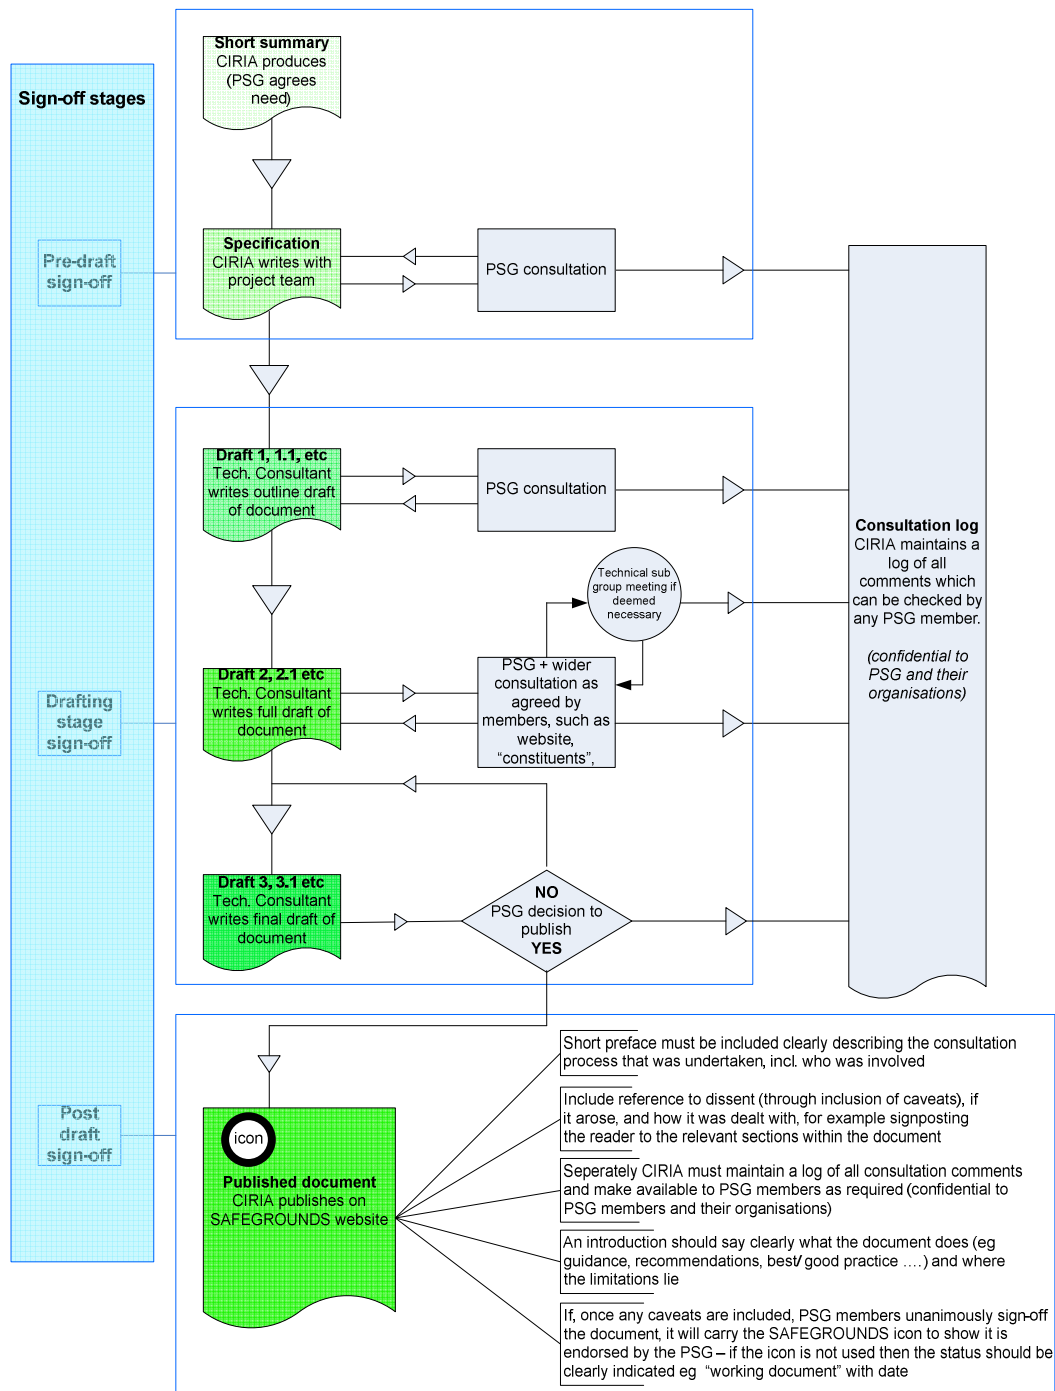 Sign-off stages
Short summary
CIRIA produces
(PSG agrees
need)
Pre-draft
sign-off
Specification
CIRIA writes with
project team
PSG consultation
Draft 1, 1.1, etc
Tech. Consultant
writes outline draft
of document
PSG consultation
Consultation log
CIRIA maintains a
log of all
comments which
can be checked by
any PSG member.
(confidential to
PSG and their
organisations)
Technical sub
group meeting if
deemed
necessary
Drafting
stage
sign-off
Draft 2, 2.1 etc
Tech. Consultant
writes full draft of
document
PSG + wider
consultation as
agreed by
members, such as
website,
“constituents”,
Draft 3, 3.1 etc
Tech. Consultant
writes final draft of
document
NO
PSG decision to
publish
YES
Post
draft
sign-off
icon
Published document
CIRIA publishes on
SAFEGROUNDS website
Short preface must be included clearly describing the consultation
process that was undertaken, incl. who was involved
Include reference to dissent (through inclusion of caveats), if
it arose, and how it was dealt with, for example signposting
the reader to the relevant sections within the document
Seperately CIRIA must maintain a log of all consultation comments
and make available to PSG members as required (confidential to
PSG members and their organisations)
An introduction should say clearly what the document does (eg
guidance, recommendations, best/ good practice ....) and where
the limitations lie
If, once any caveats are included, PSG members unanimously sign-off
the document, it will carry the SAFEGROUNDS icon to show it is
endorsed by the PSG – if the icon is not used then the status should be
clearly indicated eg “working document” with date